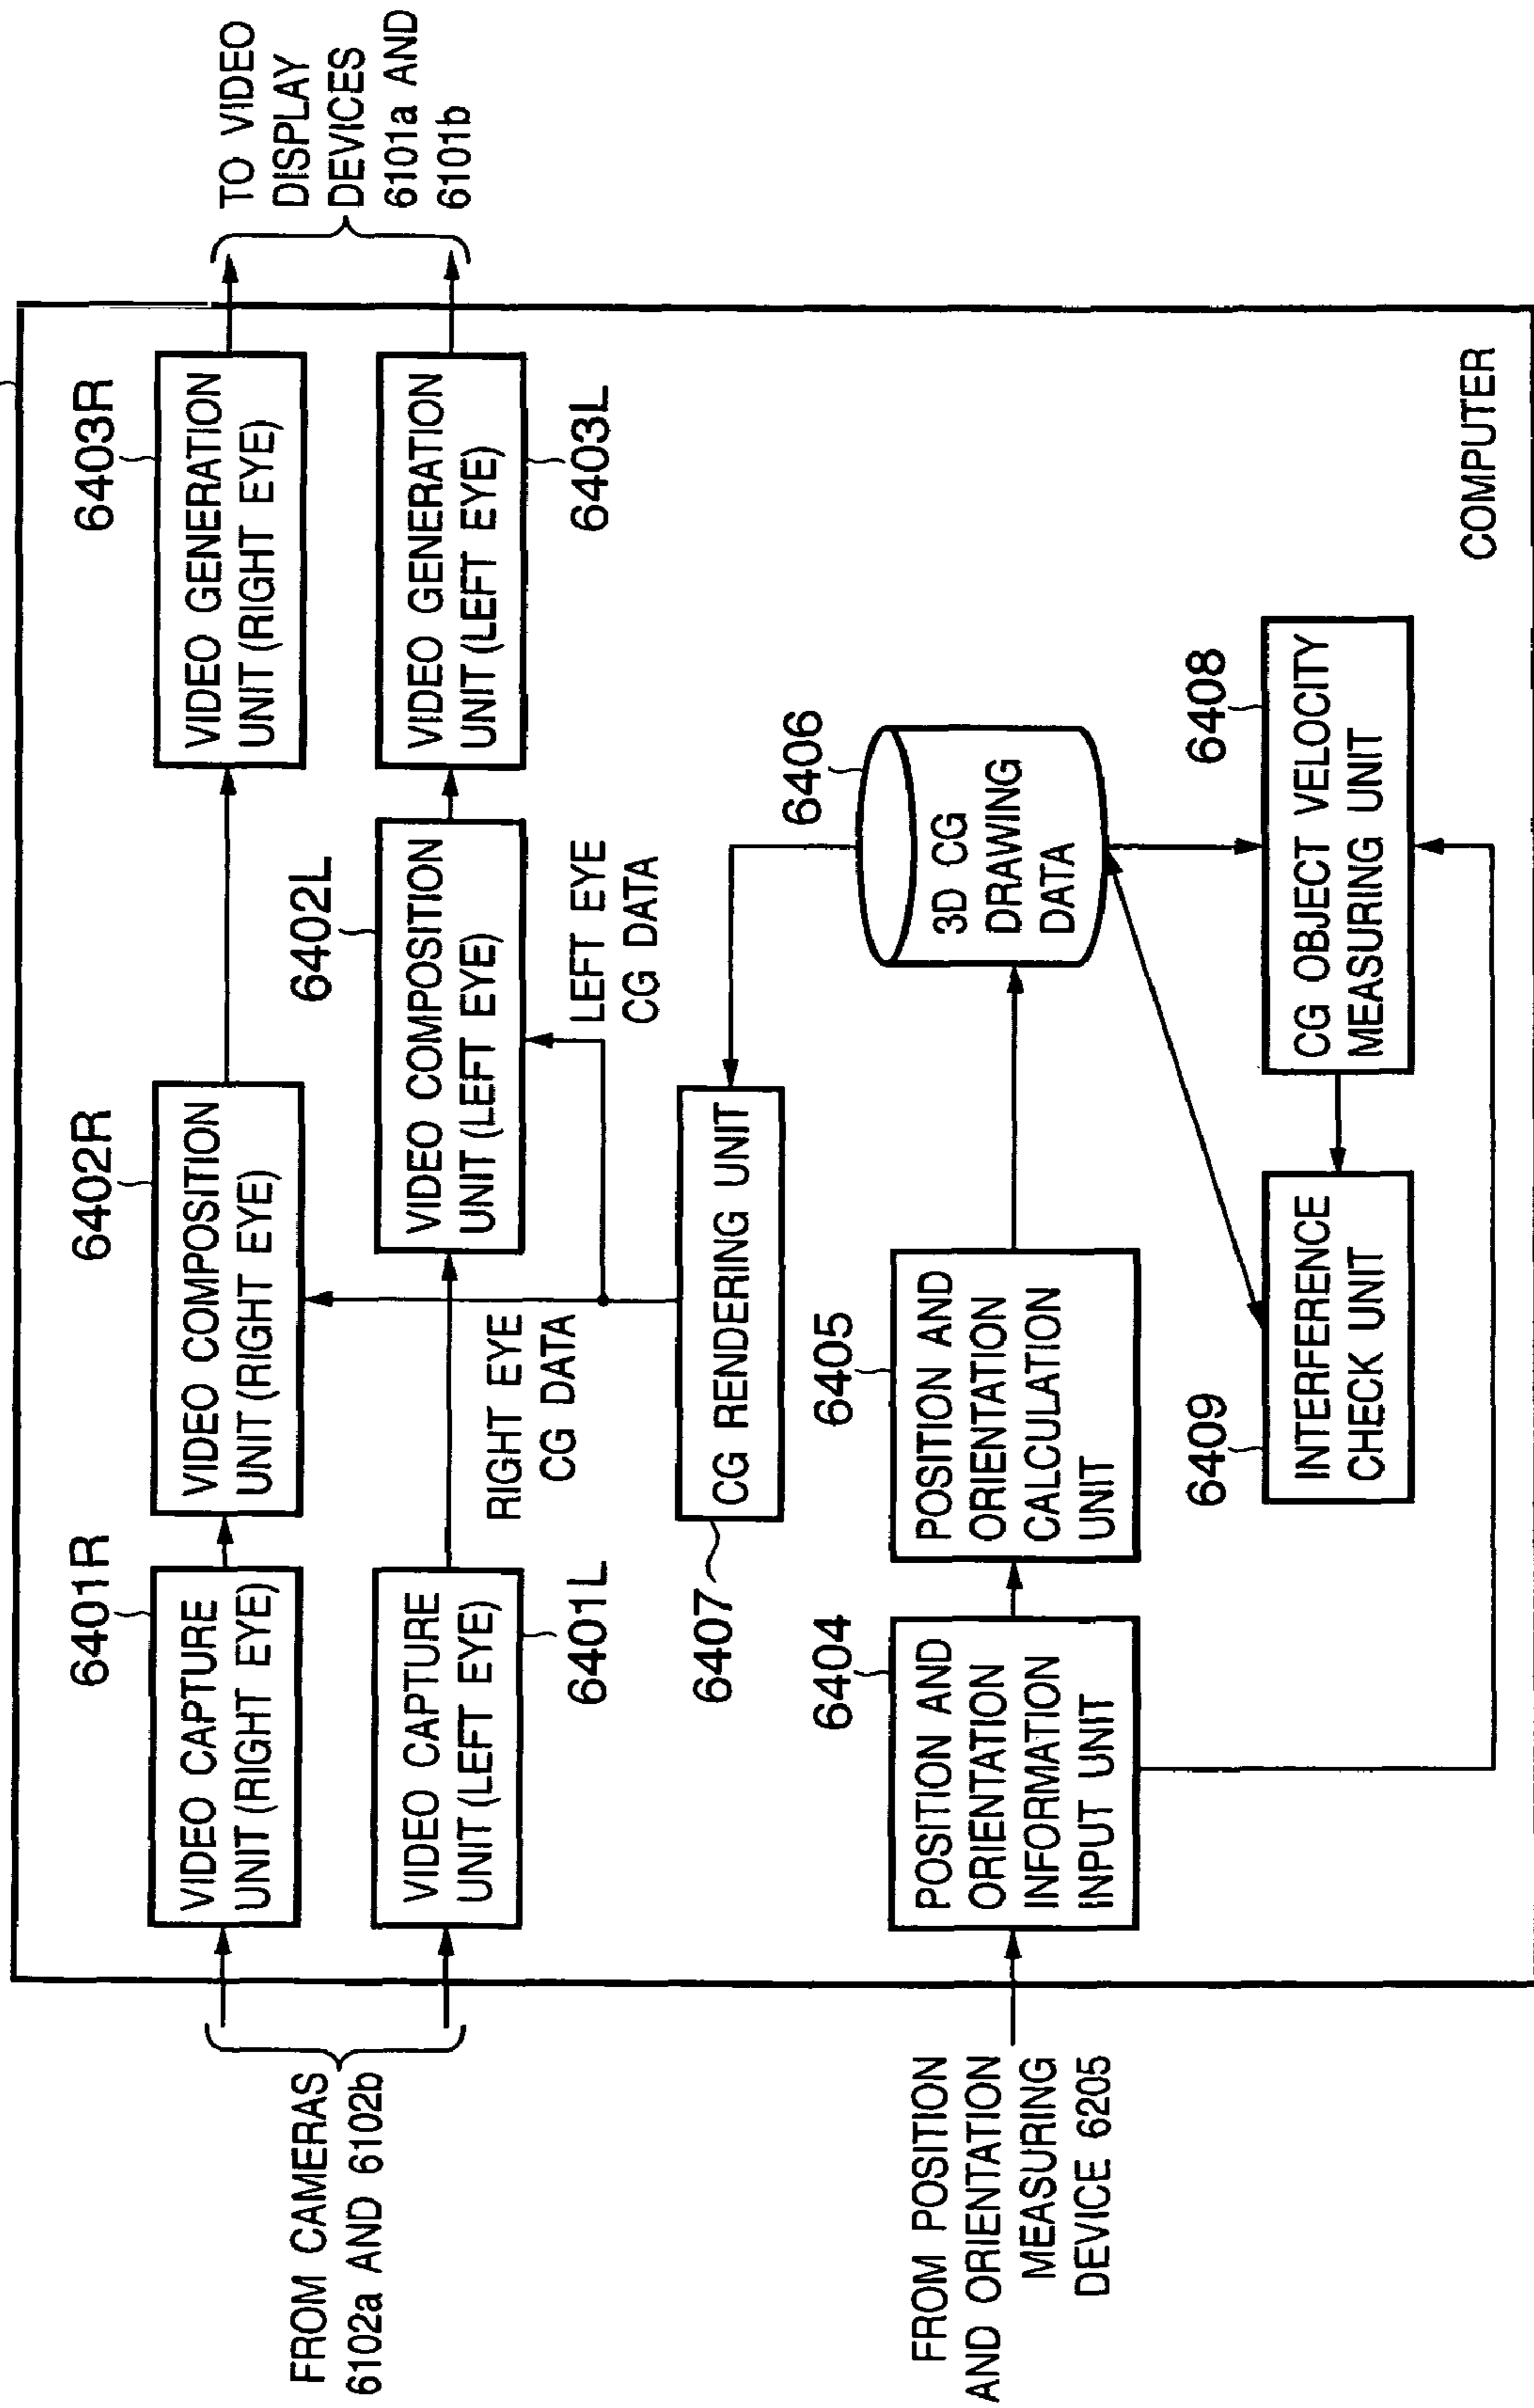 FROM CAMERAS
6102a AND 6102b
6401R
VIDEO CAPTURE
UNIT (RIGHT EYE)
6402R
VIDEO COMPOSITION
UNIT (RIGHT EYE)
6403R
VIDEO GENERATION
UNIT (RIGHT EYE)
TO VIDEO
DISPLAY
DEVICES
6101a AND
6101b
VIDEO CAPTURE
UNIT (LEFT EYE)
6401L
6402L
VIDEO COMPOSITION
UNIT (LEFT EYE)
VIDEO GENERATION
UNIT (LEFT EYE)
6403L
RIGHT EYE
CG DATA
LEFT EYE
CG DATA
6407
CG RENDERING UNIT
FROM POSITION
AND ORIENTATION
MEASURING
DEVICE 6205
6404
POSITION AND
ORIENTATION
INFORMATION
INPUT UNIT
6405
POSITION AND
ORIENTATION
CALCULATION
UNIT
6406
3D CG
DRAWING
DATA
6409
INTERFERENCE
CHECK UNIT
6408
CG OBJECT VELOCITY
MEASURING UNIT
COMPUTER